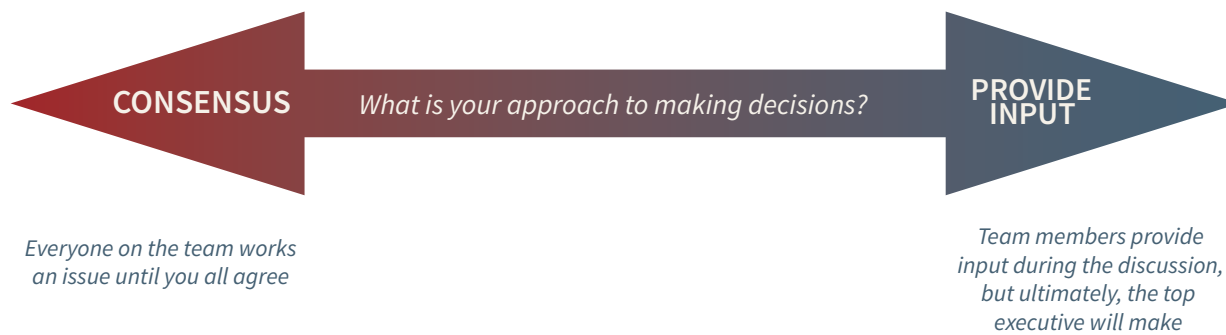 CONSENSUS
What is your approach to making decisions?
PROVIDE
INPUT
Everyone on the team works
an issue until you all agree
Team members provide
input during the discussion,
but ultimately, the top
executive will make